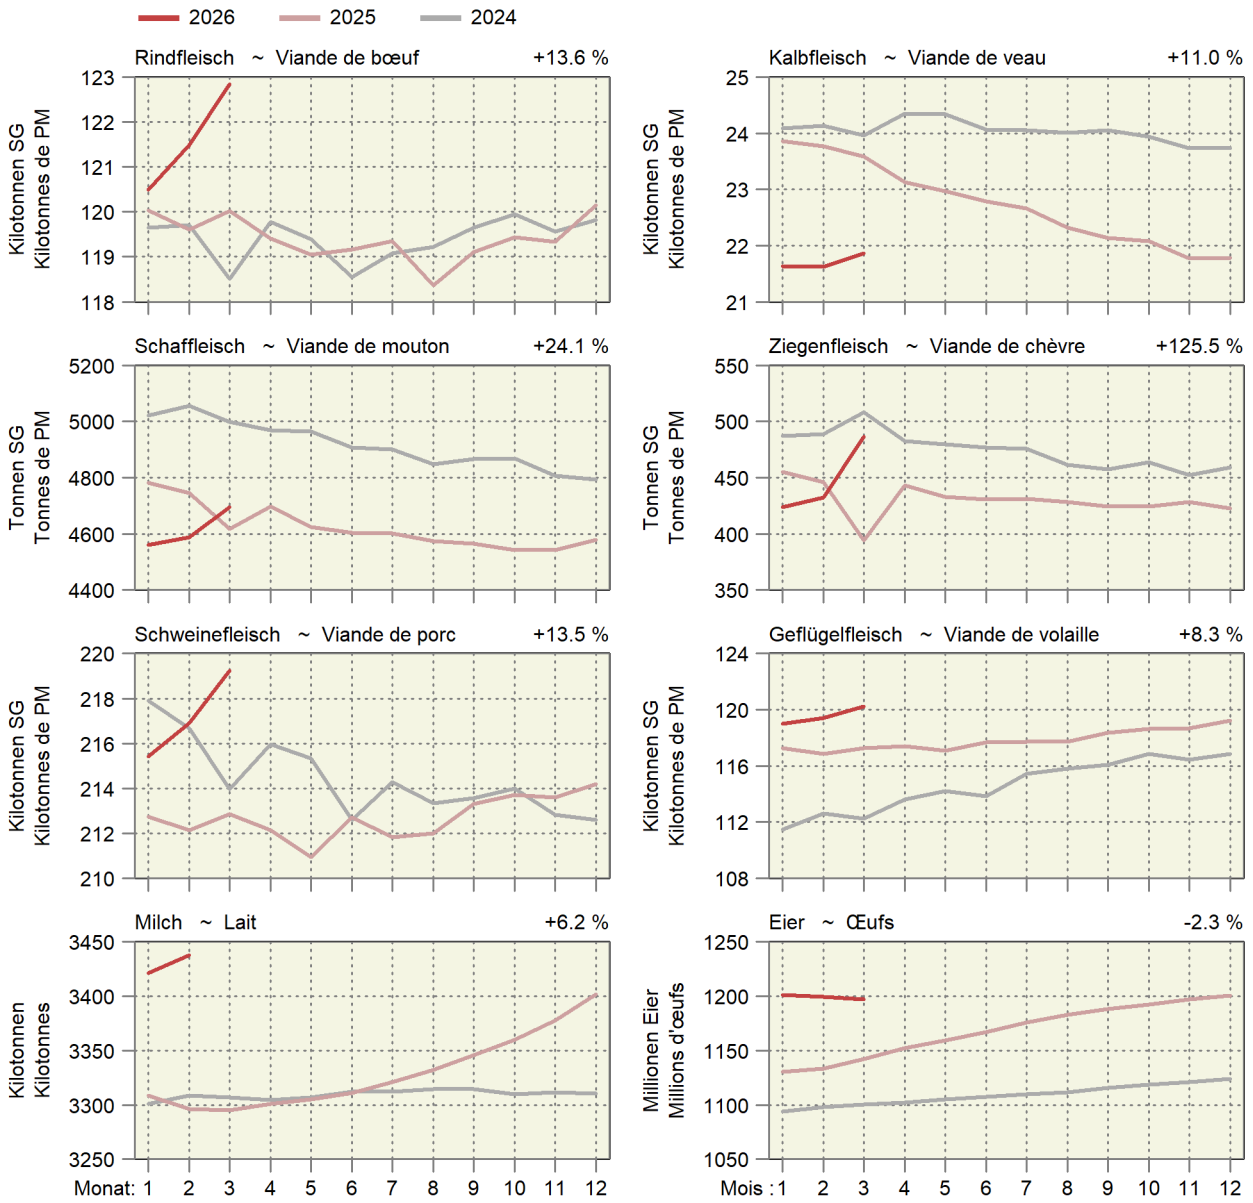 2026 2025 2024
Rindfleisch ~ Viande de bœuf +13.6 %
Kilotonnen SG
Kilotonnes de PM
123
122
121
120
119
118
Kalbfleisch ~ Viande de veau +11.0 %
Kilotonnen SG
Kilotonnes de PM
25
24
23
22
21
Schaffleisch ~ Viande de mouton +24.1 %
Tonnen SG
Tonnes de PM
5200
5000
4800
4600
4400
Ziegenfleisch ~ Viande de chèvre +125.5 %
Tonnen SG
Tonnes de PM
550
500
450
400
350
Schweinefleisch ~ Viande de porc +13.5 %
Kilotonnen SG
Kilotonnes de PM
220
218
216
214
212
210
Geflügelfleisch ~ Viande de volaille +8.3 %
Kilotonnen SG
Kilotonnes de PM
124
120
116
112
108
Milch ~ Lait +6.2 %
Kilotonnen
Kilotonnes
3450
3400
3350
3300
3250
Monat: 1 2 3 4 5 6 7 8 9 10 11 12
Eier ~ Œufs -2.3 %
Millionen Eier
Millions d'œufs
1250
1200
1150
1100
1050
Mois : 1 2 3 4 5 6 7 8 9 10 11 12